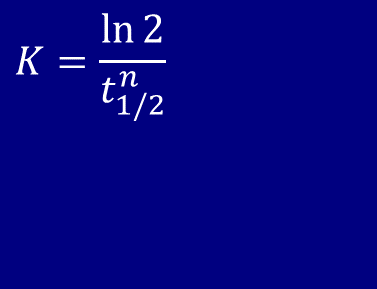 K = ln 2 / t_{1/2}^n